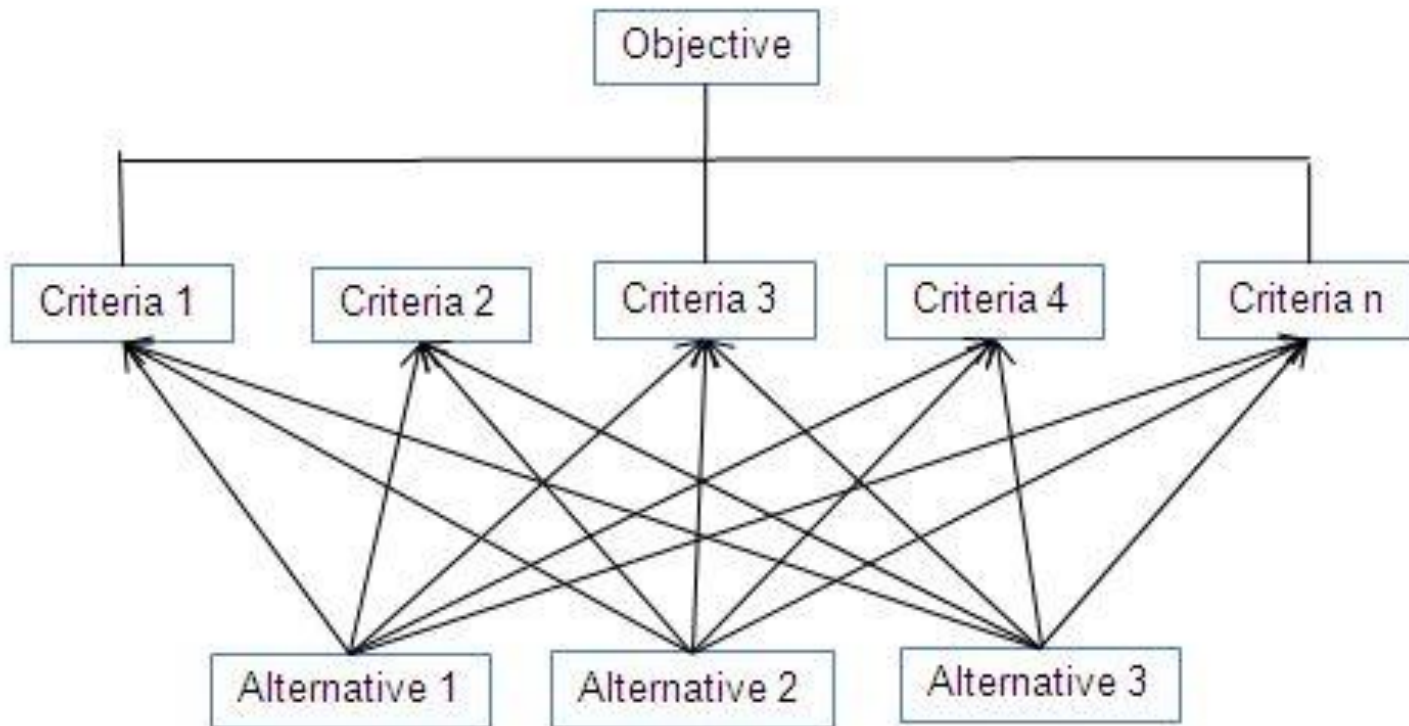 Objective
Criteria 1
Criteria 2
Criteria 3
Criteria 4
Criteria n
Alternative 1
Alternative 2
Alternative 3